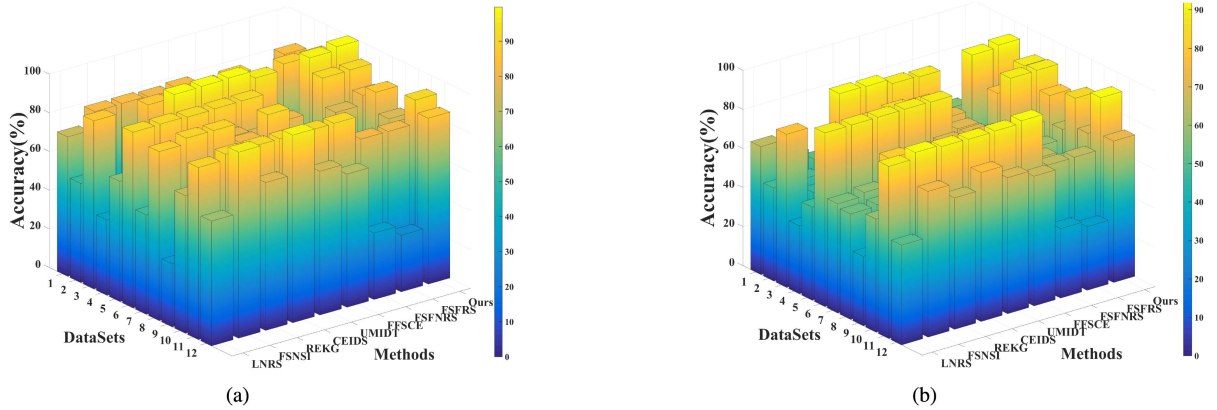 100
80
60
40
20
0
Accuracy(%)
1
2
3
4
5
6
7
8
9
10
11
12
DataSets
LNRS
FSNSI
REKG
CEIDS
UMIDT
FFSCE
FSFNRS
FSFRS
Ours
Methods
90
80
70
60
50
40
30
20
10
0
(a)
100
80
60
40
20
0
Accuracy(%)
1
2
3
4
5
6
7
8
9
10
11
12
DataSets
LNRS
FSNSI
REKG
CEIDS
UMIDT
FFSCE
FSFNRS
FSFRS
Ours
Methods
90
80
70
60
50
40
30
20
10
0
(b)